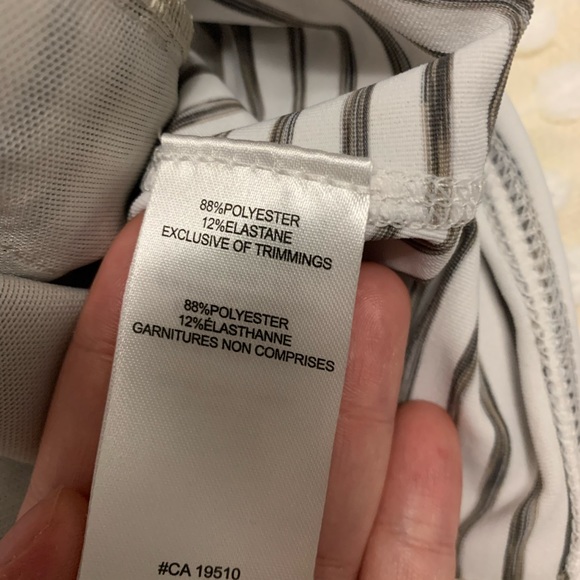 88%POLYESTER
12%ELASTANE
EXCLUSIVE OF TRIMMINGS
88%POLYESTER
12%ÉLASTHANNE
GARNITURES NON COMPRISES
#CA 19510